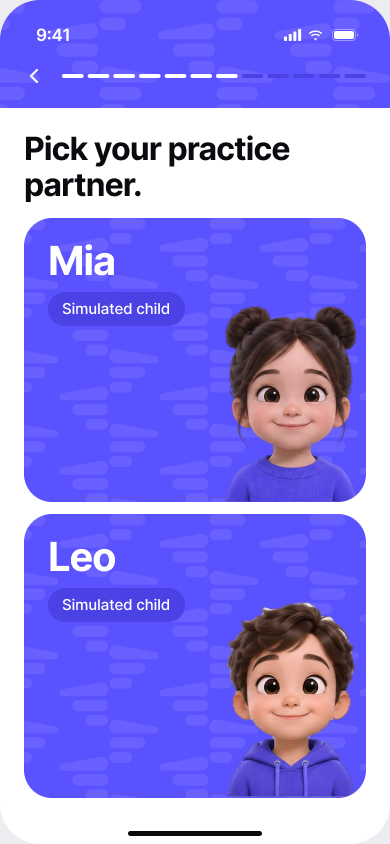 9:41
Pick your practice
partner.
Mia
Simulated child
Leo
Simulated child